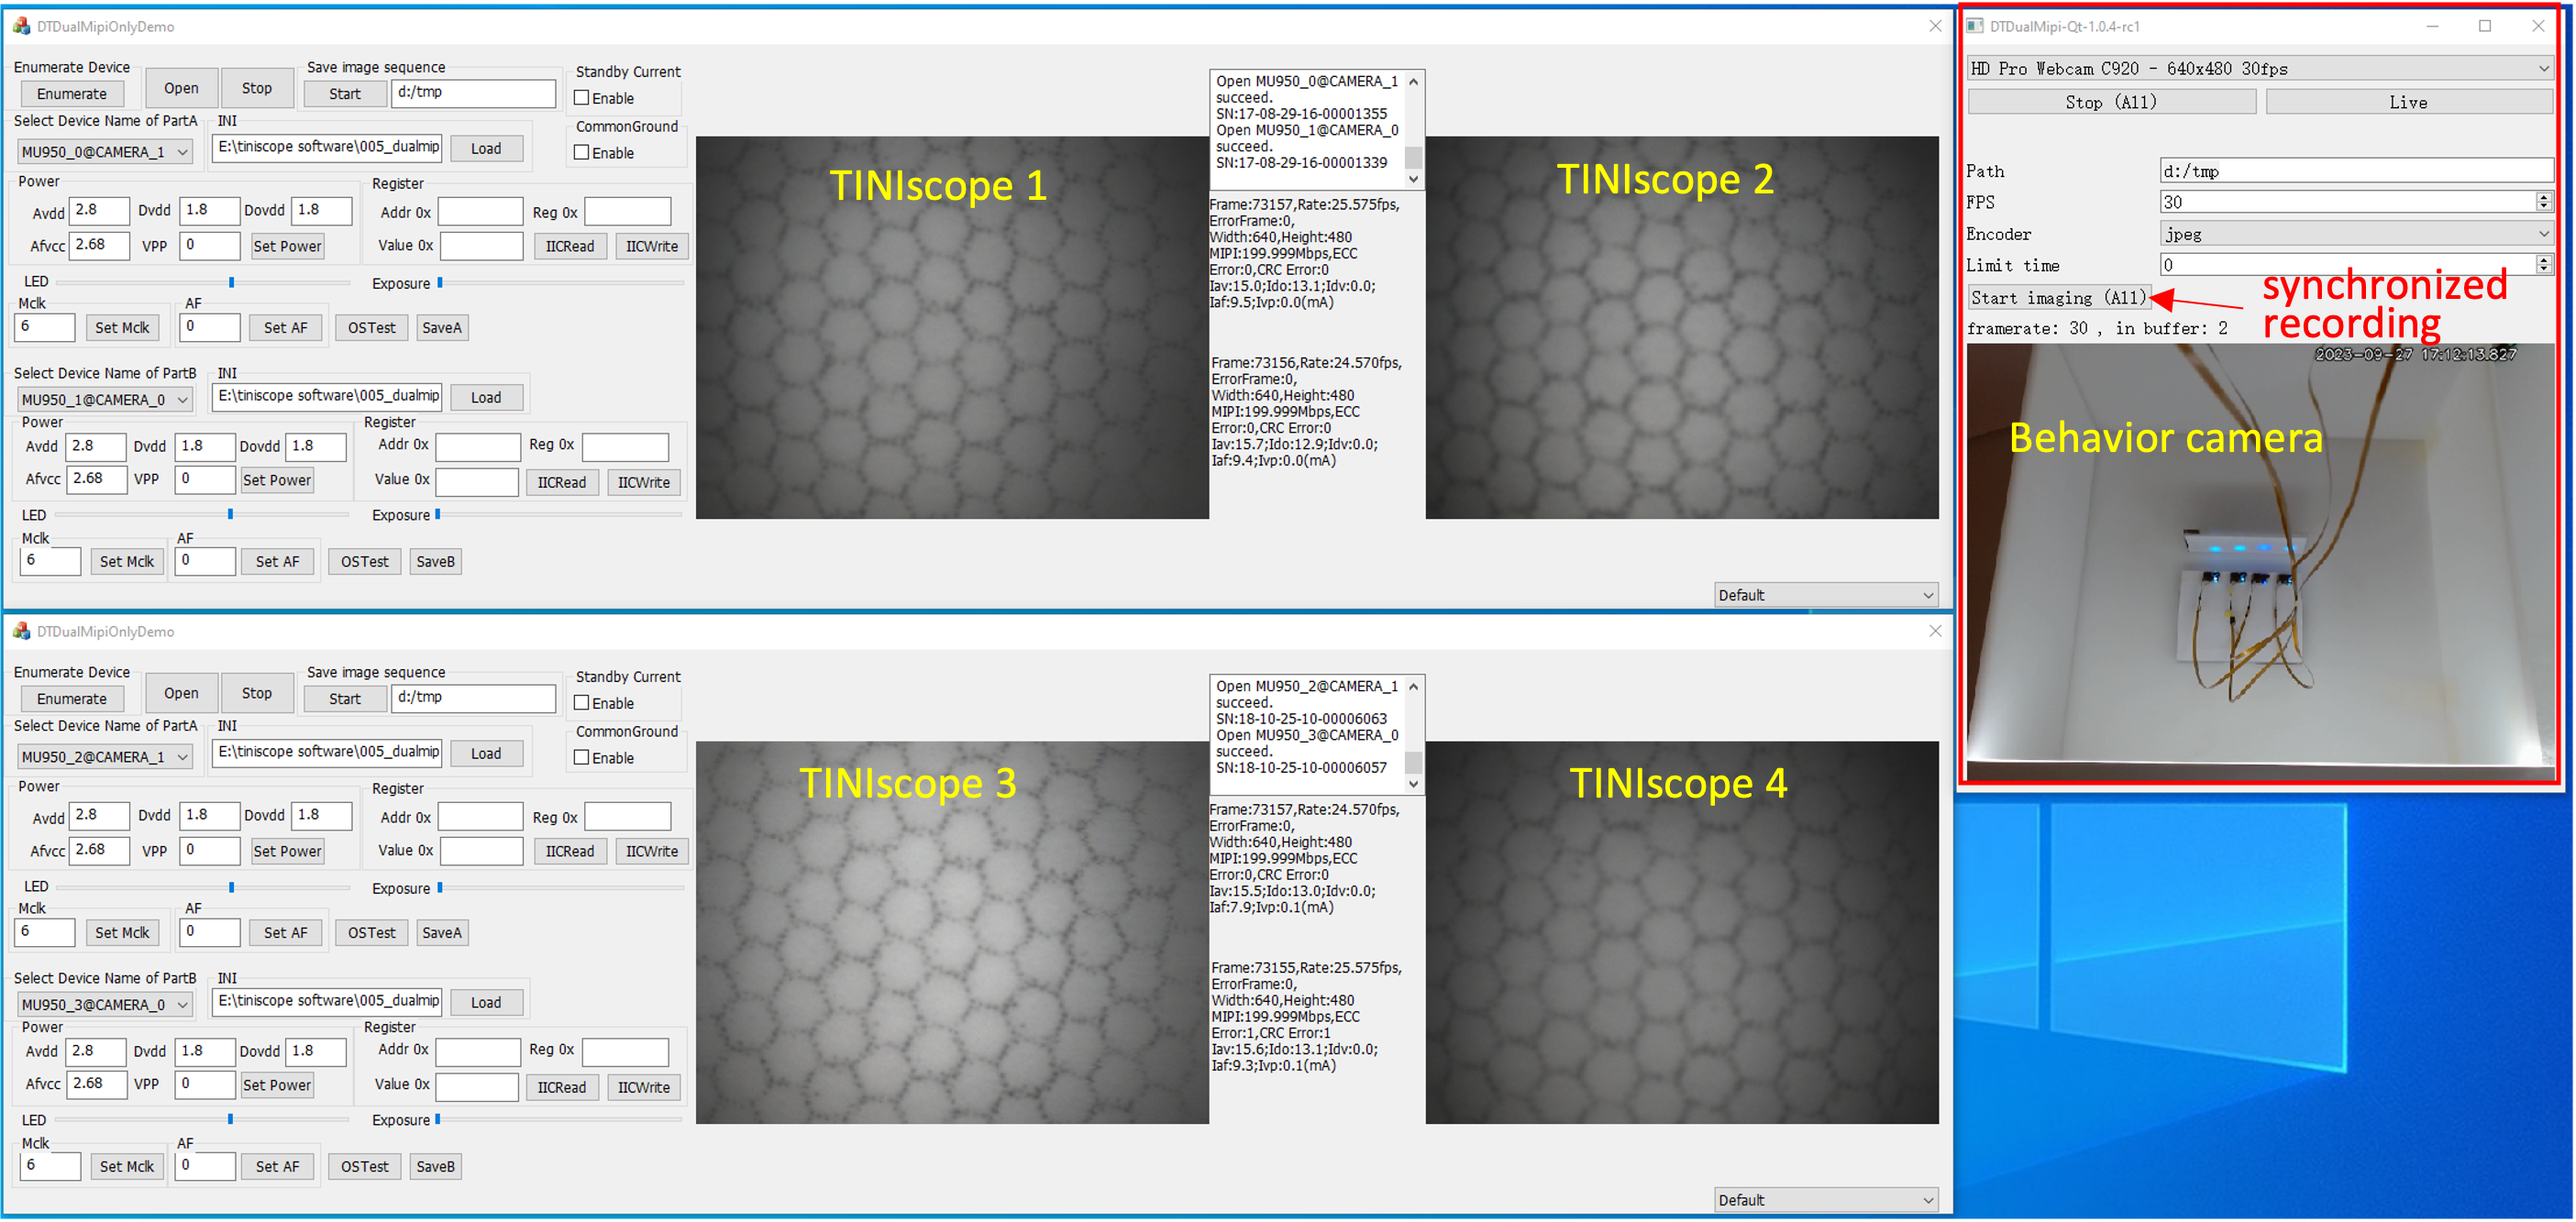 DTDualMipiOnlyDemo
Enumerate Device
Enumerate
Open
Stop
Save image sequence
Start
d:/tmp
Standby Current
Enable
CommonGround
Enable
Select Device Name of PartA
MU950_0@CAMERA_1
INI
E:\tiniscope software\005_dualmip
Load
Power
Avdd 2.8 Dvdd 1.8 Dovdd 1.8
Afvcc 2.68 VPP 0 Set Power
Register
Addr 0x Reg 0x
Value 0x IICRead IICWrite
LED
Exposure
Mclk
6 Set Mclk
AF
0 Set AF OSTest SaveA
Select Device Name of PartB
MU950_1@CAMERA_0
INI
E:\tiniscope software\005_dualmip
Load
Power
Avdd 2.8 Dvdd 1.8 Dovdd 1.8
Afvcc 2.68 VPP 0 Set Power
Register
Addr 0x Reg 0x
Value 0x IICRead IICWrite
LED
Exposure
Mclk
6 Set Mclk
AF
0 Set AF OSTest SaveB
TINIscope 1
Open MU950_0@CAMERA_1
succeed.
SN:17-08-29-16-00001355
Open MU950_1@CAMERA_0
succeed.
SN:17-08-29-16-00001339
Frame:73157,Rate:25.575fps,
ErrorFrame:0,
Width:640,Height:480
MIPI:199.999Mbps,ECC
Error:0,CRC Error:0
Iav:15.0;Ido:13.1;Idv:0.0;
Iaf:9.5;Ivp:0.0(mA)
Frame:73156,Rate:24.570fps,
ErrorFrame:0,
Width:640,Height:480
MIPI:199.999Mbps,ECC
Error:0,CRC Error:0
Iav:15.7;Ido:12.9;Idv:0.0;
Iaf:9.4;Ivp:0.0(mA)
TINIscope 2
Default
DTDualMipiOnlyDemo
Enumerate Device
Enumerate
Open
Stop
Save image sequence
Start
d:/tmp
Standby Current
Enable
CommonGround
Enable
Select Device Name of PartA
MU950_2@CAMERA_1
INI
E:\tiniscope software\005_dualmip
Load
Power
Avdd 2.8 Dvdd 1.8 Dovdd 1.8
Afvcc 2.68 VPP 0 Set Power
Register
Addr 0x Reg 0x
Value 0x IICRead IICWrite
LED
Exposure
Mclk
6 Set Mclk
AF
0 Set AF OSTest SaveA
Select Device Name of PartB
MU950_3@CAMERA_0
INI
E:\tiniscope software\005_dualmip
Load
Power
Avdd 2.8 Dvdd 1.8 Dovdd 1.8
Afvcc 2.68 VPP 0 Set Power
Register
Addr 0x Reg 0x
Value 0x IICRead IICWrite
LED
Exposure
Mclk
6 Set Mclk
AF
0 Set AF OSTest SaveB
TINIscope 3
Open MU950_2@CAMERA_1
succeed.
SN:18-10-25-10-00006063
Open MU950_3@CAMERA_0
succeed.
SN:18-10-25-10-00006057
Frame:73157,Rate:24.570fps,
ErrorFrame:0,
Width:640,Height:480
MIPI:199.999Mbps,ECC
Error:0,CRC Error:0
Iav:15.5;Ido:13.0;Idv:0.0;
Iaf:7.9;Ivp:0.1(mA)
Frame:73155,Rate:25.575fps,
ErrorFrame:0,
Width:640,Height:480
MIPI:199.999Mbps,ECC
Error:1,CRC Error:1
Iav:15.6;Ido:13.1;Idv:0.0;
Iaf:9.3;Ivp:0.1(mA)
TINIscope 4
Default
DTDualMipi-Qt-1.0.4-rc1
HD Pro Webcam C920 - 640x480 30fps
Stop (All)
Live
Path d:/tmp
FPS 30
Encoder jpeg
Limit time 0
Start imaging (All)
synchronized
recording
framerate: 30 , in buffer: 2
2023-09-27 17:12:13.827
Behavior camera